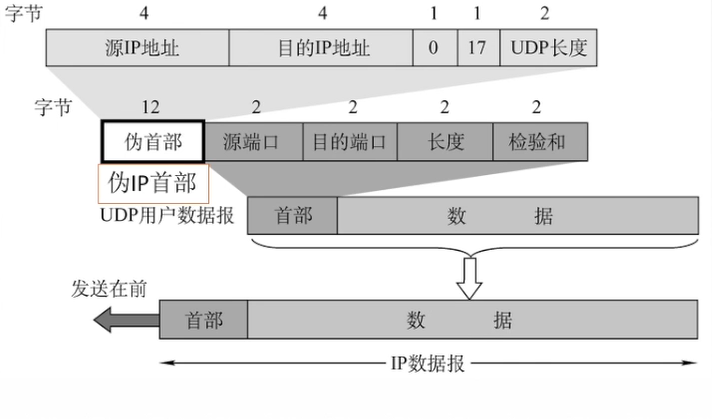 字节 4 4 1 1 2
源IP地址 目的IP地址 0 17 UDP长度
字节 12 2 2 2 2
伪首部 源端口 目的端口 长度 检验和
伪IP首部
UDP用户数据报 首部 数 据
发送在前
首部 数 据
IP数据报